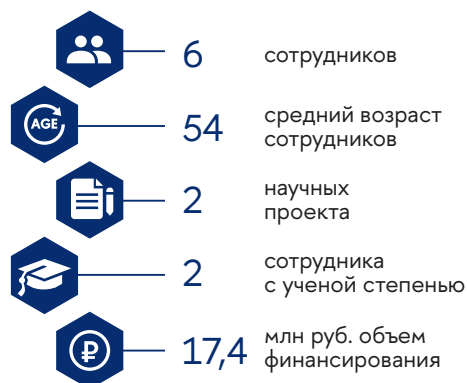 6 сотрудников
AGE
54 средний возраст
сотрудников
2 научных
проекта
2 сотрудника
с ученой степенью
₽
17,4 млн руб. объем
финансирования